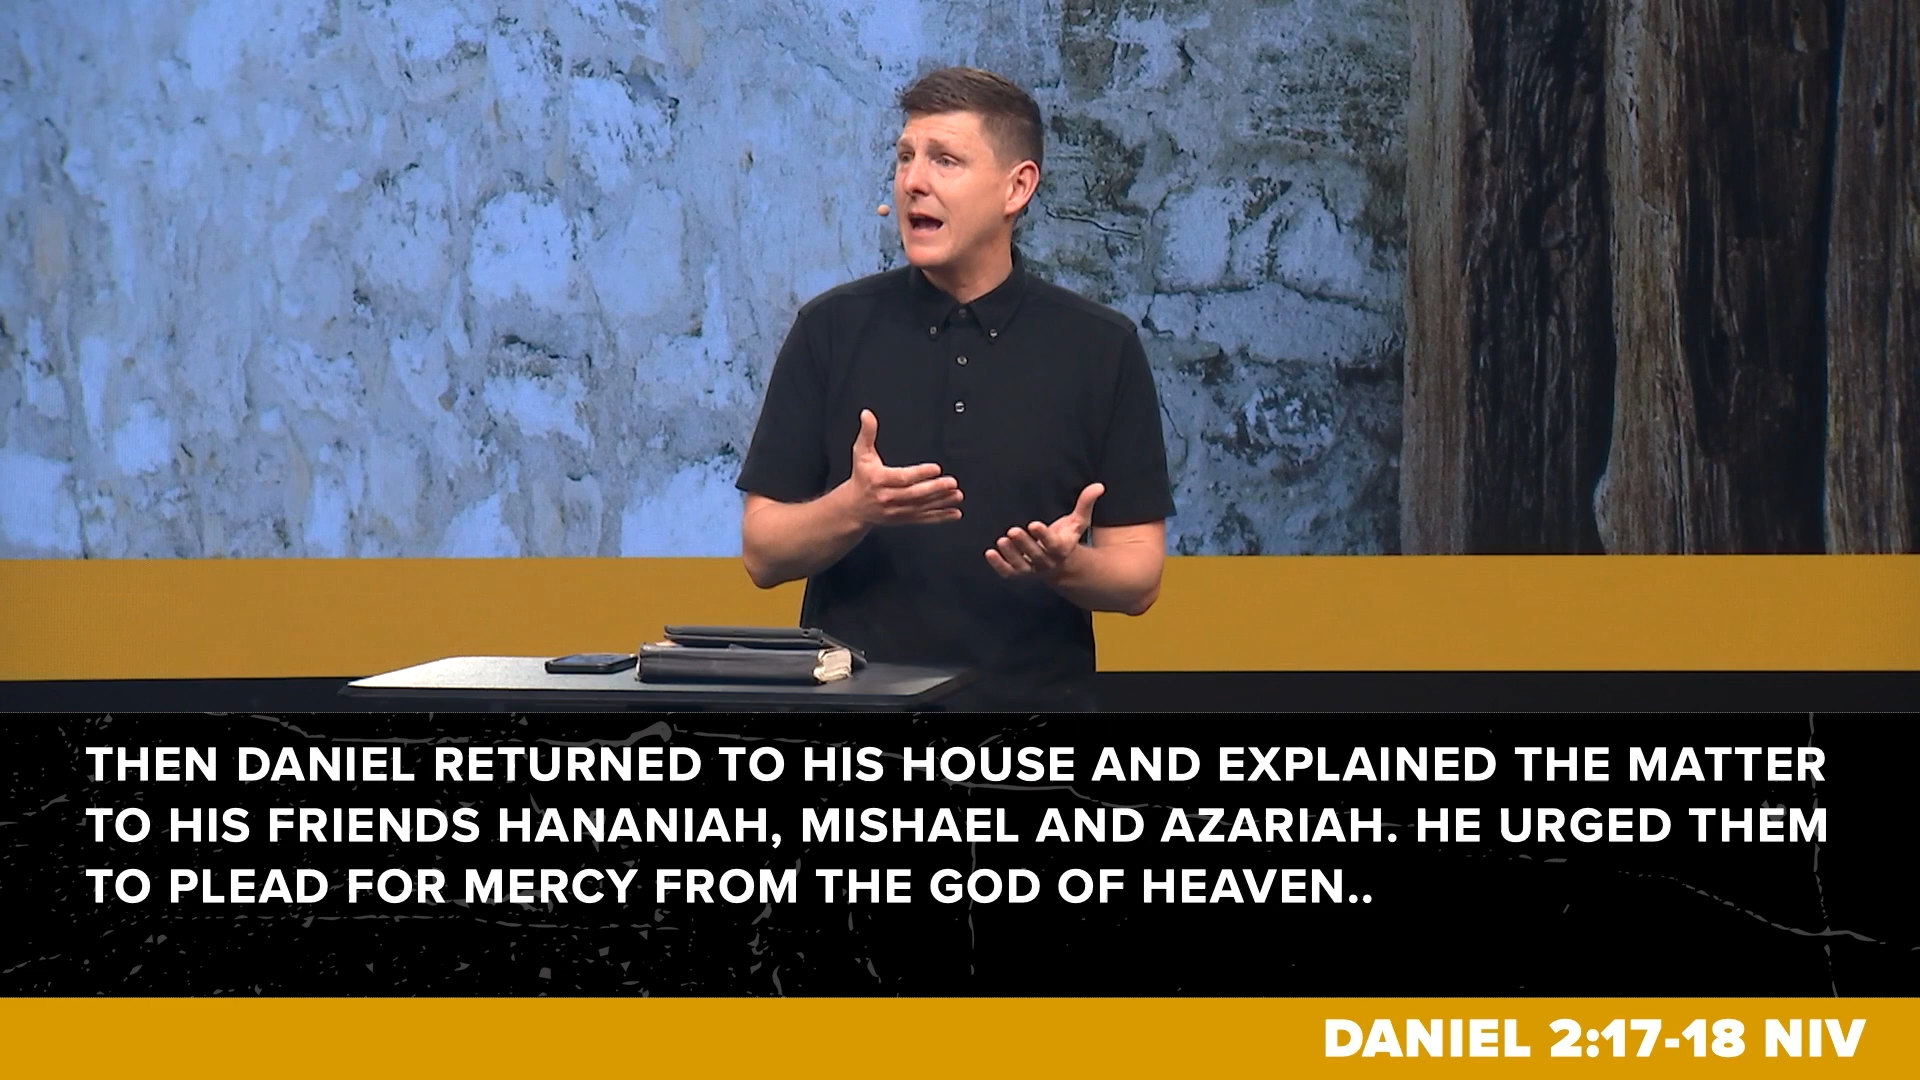 THEN DANIEL RETURNED TO HIS HOUSE AND EXPLAINED THE MATTER
TO HIS FRIENDS HANANIAH, MISHAEL AND AZARIAH. HE URGED THEM
TO PLEAD FOR MERCY FROM THE GOD OF HEAVEN..
DANIEL 2:17-18 NIV